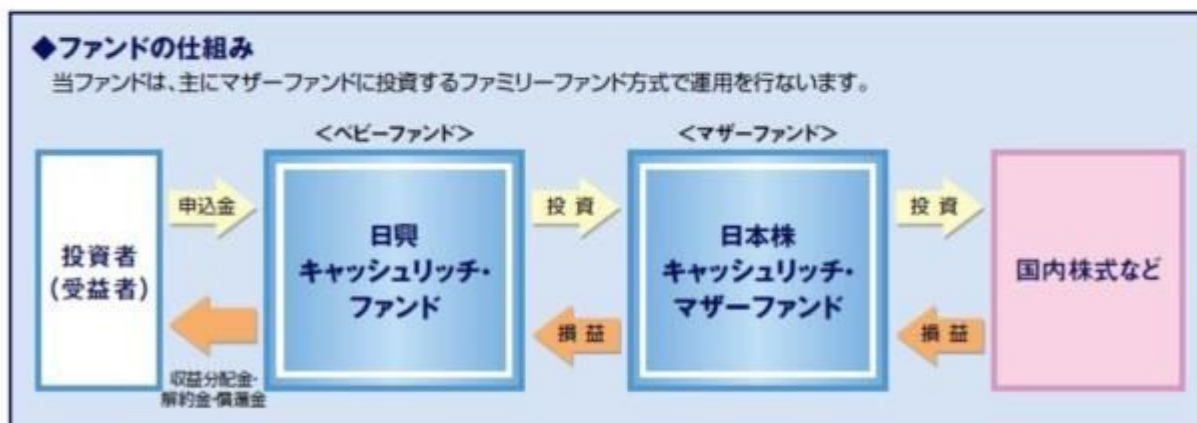 ◆ファンドの仕組み
当ファンドは、主にマザーファンドに投資するファミリーファンド方式で運用を行ないます。
<ベビーファンド>
<マザーファンド>
投資者
(受益者)
申込金
収益分配金・
解約金・償還金
日興
キャッシュリッチ・
ファンド
投資
損益
日本株
キャッシュリッチ・
マザーファンド
投資
損益
国内株式など